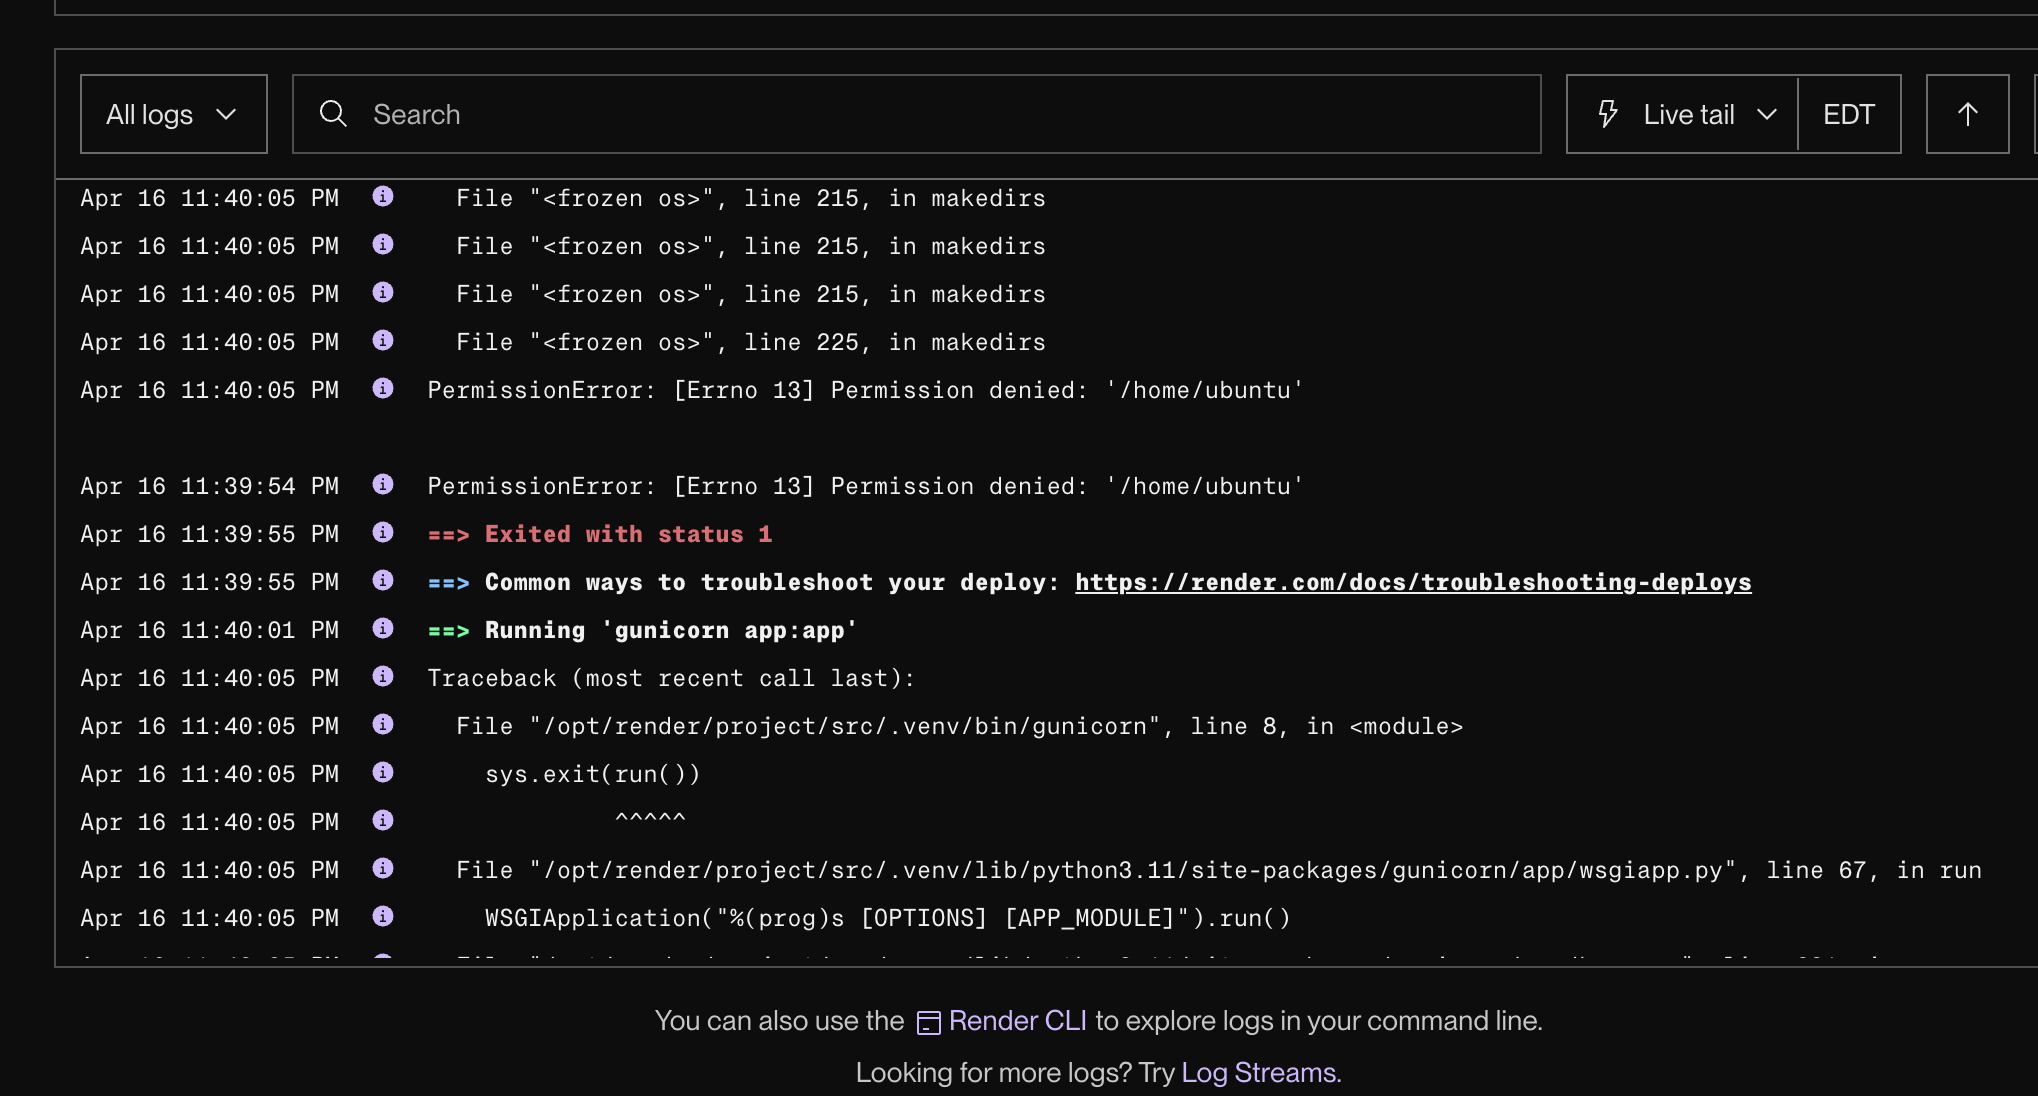 All logs
Search
Live tail
EDT
Apr 16 11:40:05 PM File "<frozen os>", line 215, in makedirs
Apr 16 11:40:05 PM File "<frozen os>", line 215, in makedirs
Apr 16 11:40:05 PM File "<frozen os>", line 215, in makedirs
Apr 16 11:40:05 PM File "<frozen os>", line 225, in makedirs
Apr 16 11:40:05 PM PermissionError: [Errno 13] Permission denied: '/home/ubuntu'
Apr 16 11:39:54 PM PermissionError: [Errno 13] Permission denied: '/home/ubuntu'
Apr 16 11:39:55 PM ==> Exited with status 1
Apr 16 11:39:55 PM ==> Common ways to troubleshoot your deploy: https://render.com/docs/troubleshooting-deploys
Apr 16 11:40:01 PM ==> Running 'gunicorn app:app'
Apr 16 11:40:05 PM Traceback (most recent call last):
Apr 16 11:40:05 PM File "/opt/render/project/src/.venv/bin/gunicorn", line 8, in <module>
Apr 16 11:40:05 PM sys.exit(run())
Apr 16 11:40:05 PM ^^^^^
Apr 16 11:40:05 PM File "/opt/render/project/src/.venv/lib/python3.11/site-packages/gunicorn/app/wsgiapp.py", line 67, in run
Apr 16 11:40:05 PM WSGIApplication("%(prog)s [OPTIONS] [APP_MODULE]").run()
You can also use the Render CLI to explore logs in your command line.
Looking for more logs? Try Log Streams.